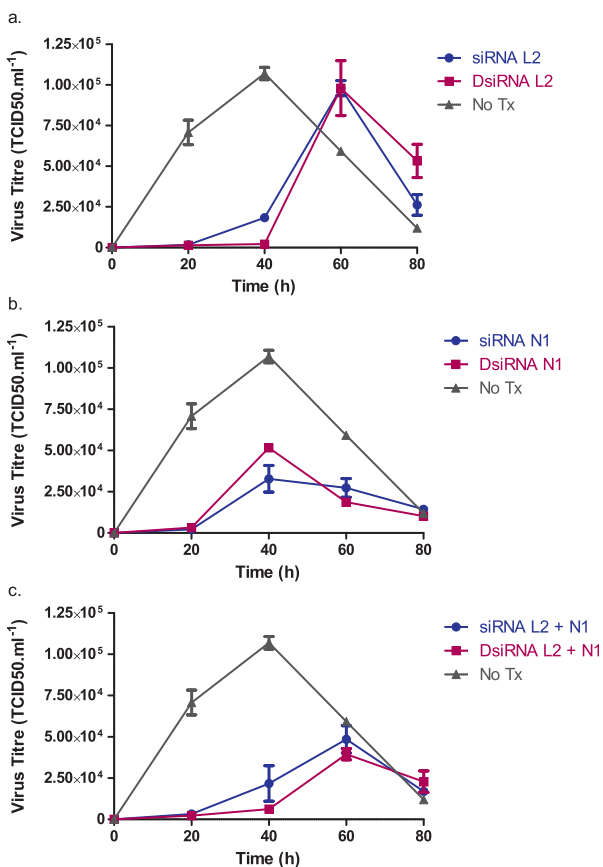 a.
1.25×10⁵
1.00×10⁵
7.50×10⁴
5.00×10⁴
2.50×10⁴
0
Virus Titre (TCID50.ml⁻¹)
0 20 40 60 80
Time (h)
siRNA L2
DsiRNA L2
No Tx
b.
1.25×10⁵
1.00×10⁵
7.50×10⁴
5.00×10⁴
2.50×10⁴
0
Virus Titre (TCID50.ml⁻¹)
0 20 40 60 80
Time (h)
siRNA N1
DsiRNA N1
No Tx
c.
1.25×10⁵
1.00×10⁵
7.50×10⁴
5.00×10⁴
2.50×10⁴
0
Virus Titre (TCID50.ml⁻¹)
0 20 40 60 80
Time (h)
siRNA L2 + N1
DsiRNA L2 + N1
No Tx